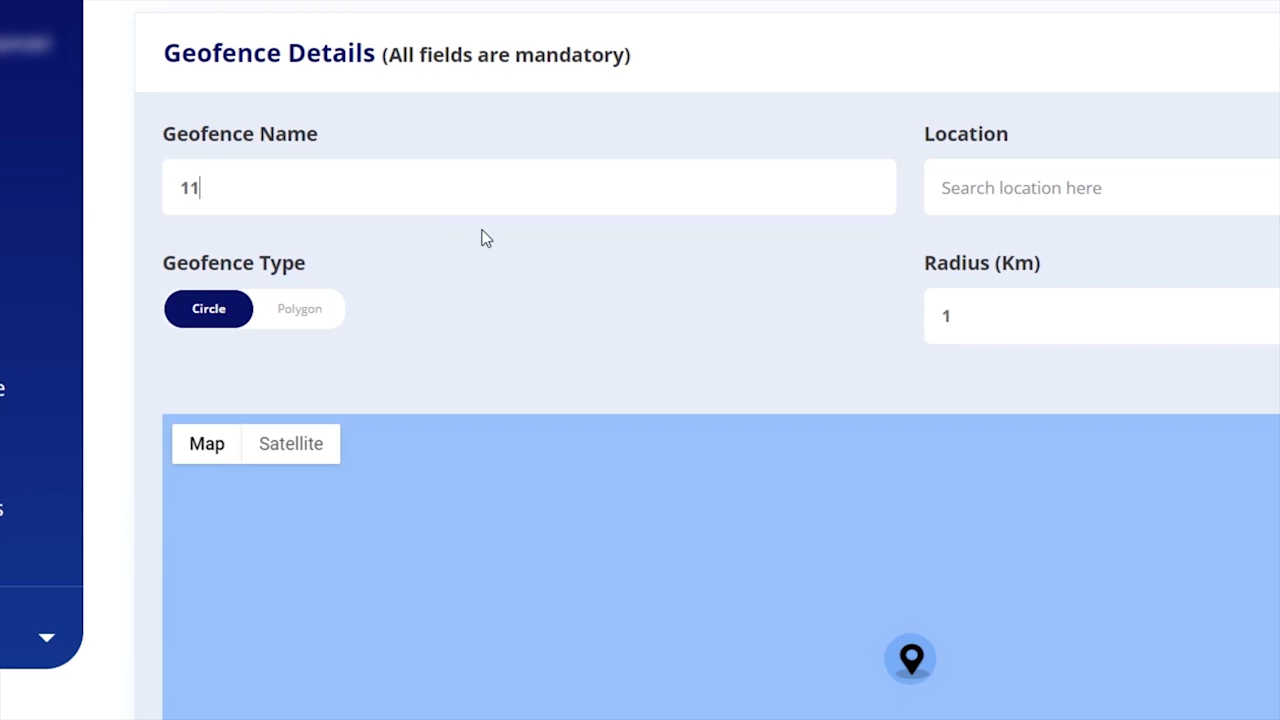 Geofence Details (All fields are mandatory)
Geofence Name
Location
11
Search location here
Geofence Type
Radius (Km)
Circle
Polygon
1
Map
Satellite
e
s